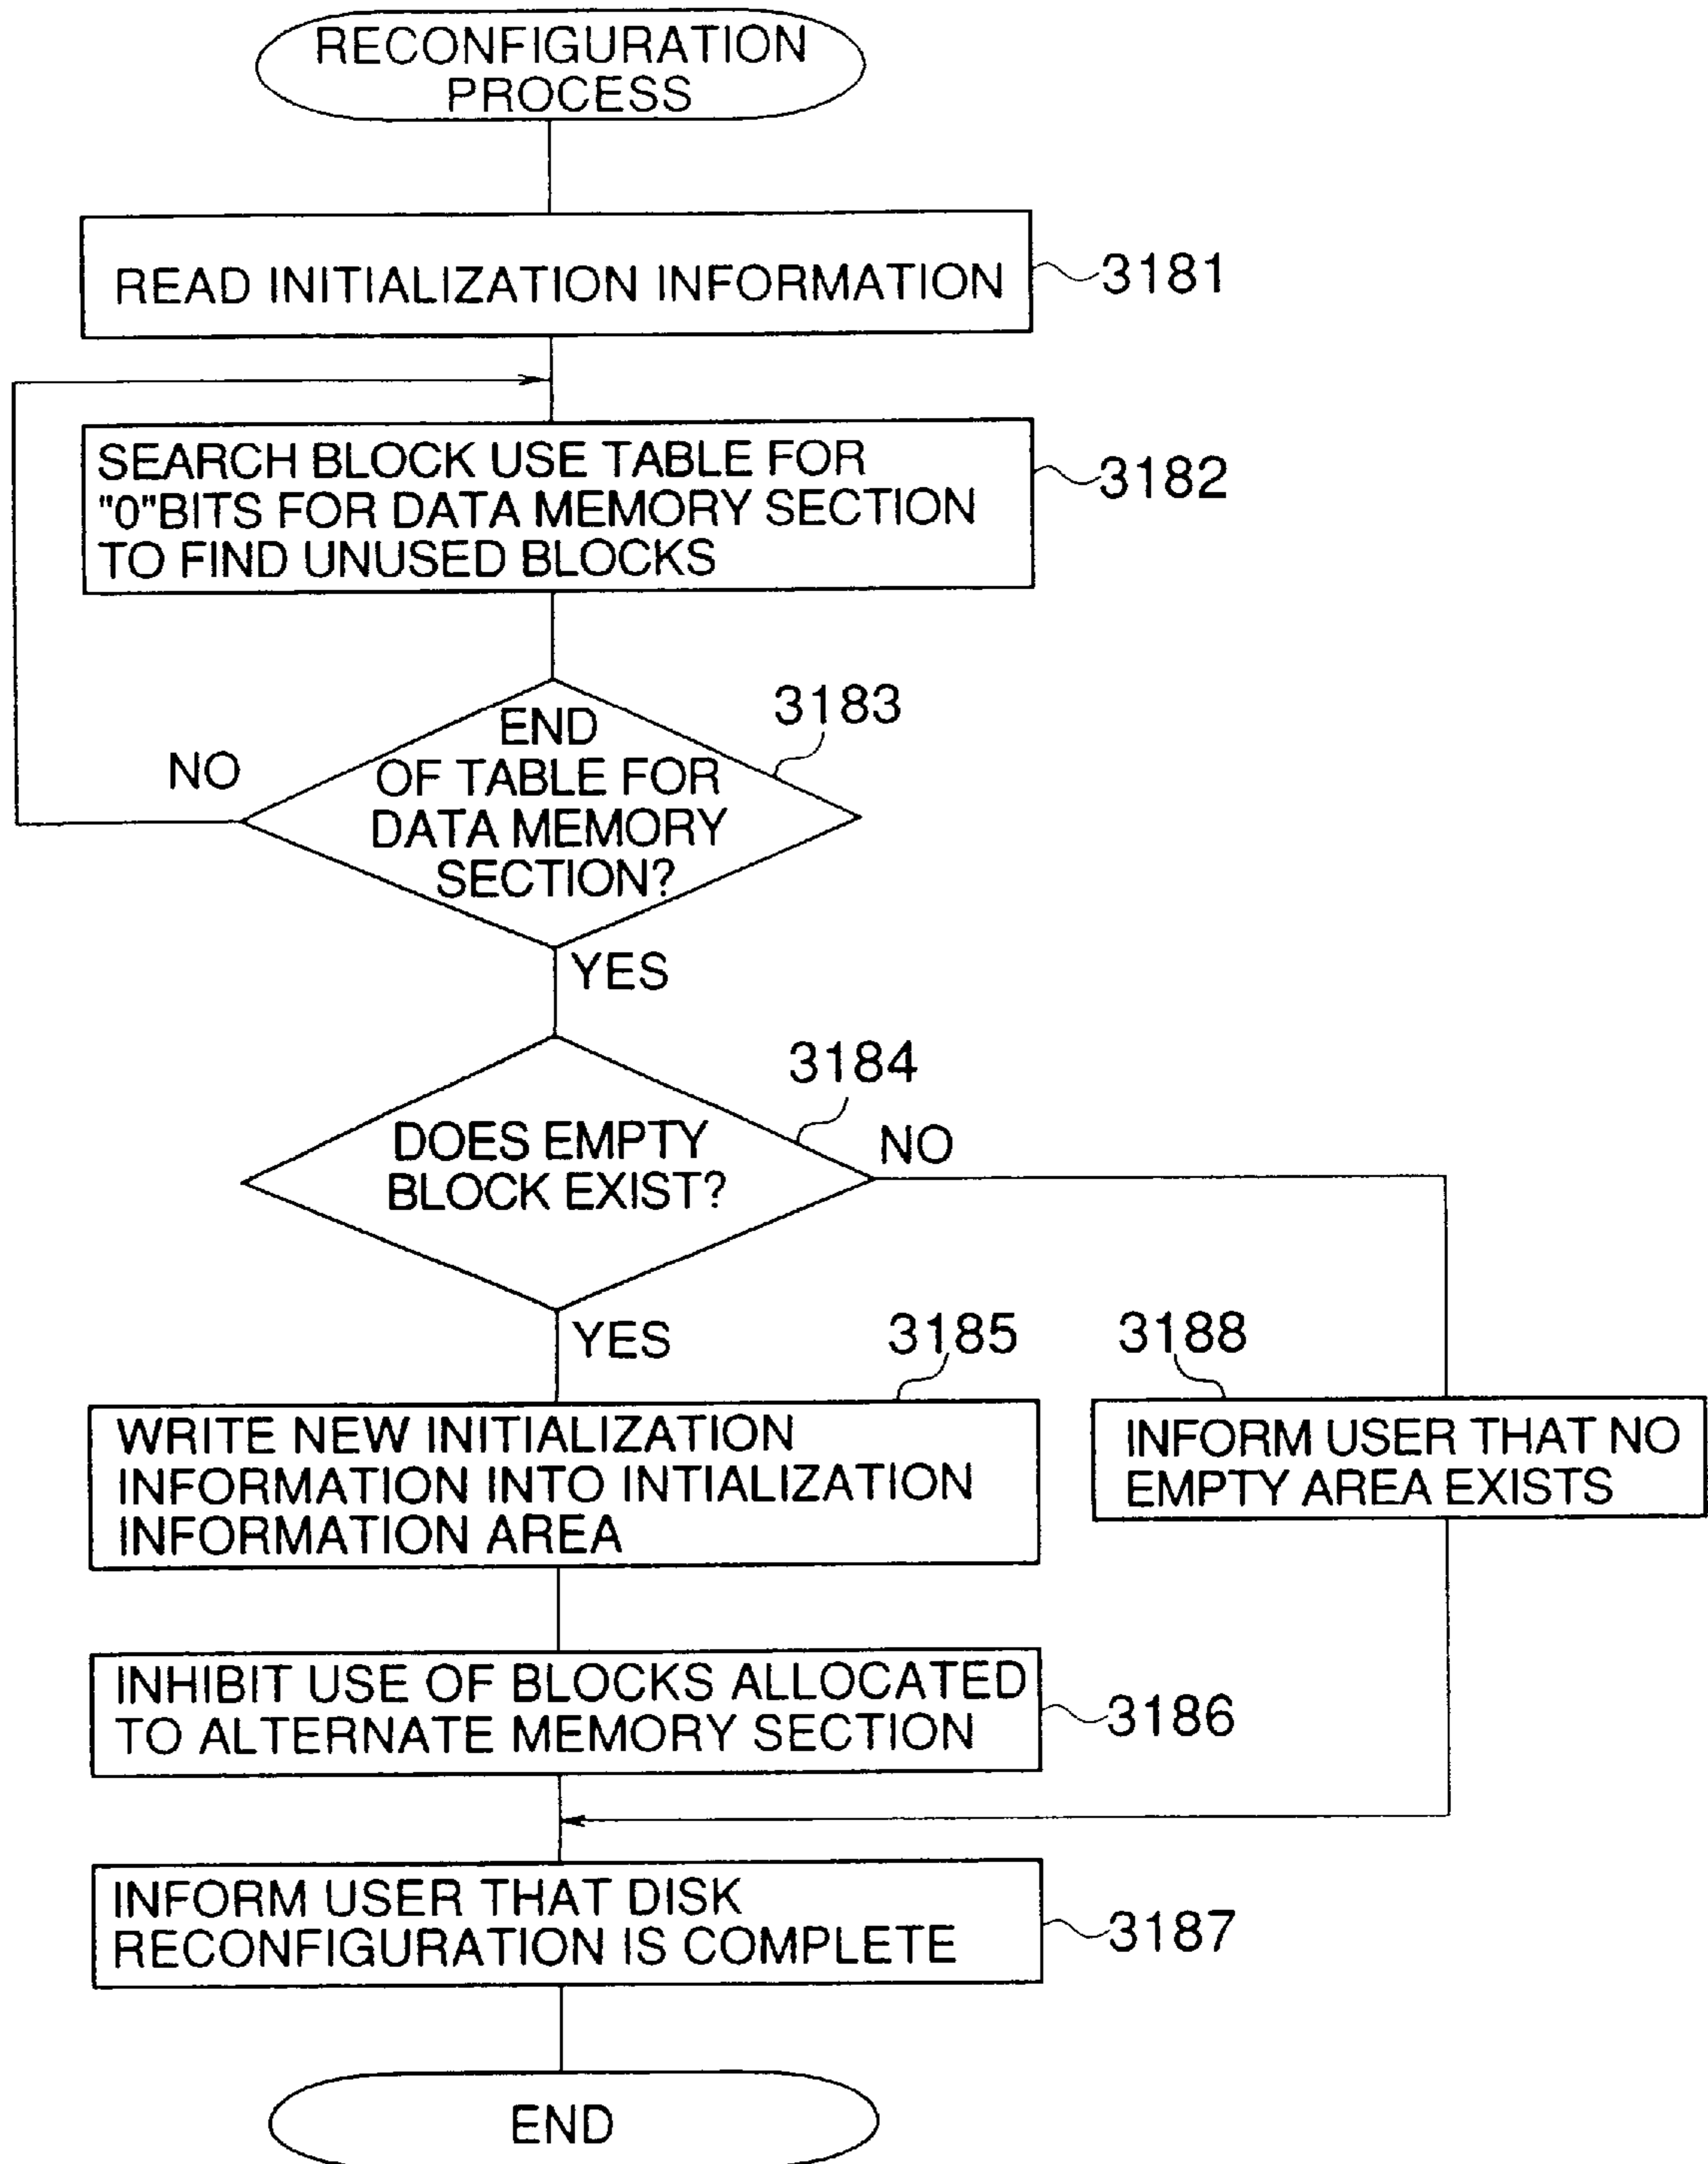 RECONFIGURATION
PROCESS
READ INITIALIZATION INFORMATION
3181
SEARCH BLOCK USE TABLE FOR
"0"BITS FOR DATA MEMORY SECTION
TO FIND UNUSED BLOCKS
3182
3183
END
OF TABLE FOR
DATA MEMORY
SECTION?
NO
YES
3184
DOES EMPTY
BLOCK EXIST?
NO
YES
3185
3188
WRITE NEW INITIALIZATION
INFORMATION INTO INTIALIZATION
INFORMATION AREA
INFORM USER THAT NO
EMPTY AREA EXISTS
INHIBIT USE OF BLOCKS ALLOCATED
TO ALTERNATE MEMORY SECTION
3186
INFORM USER THAT DISK
RECONFIGURATION IS COMPLETE
3187
END